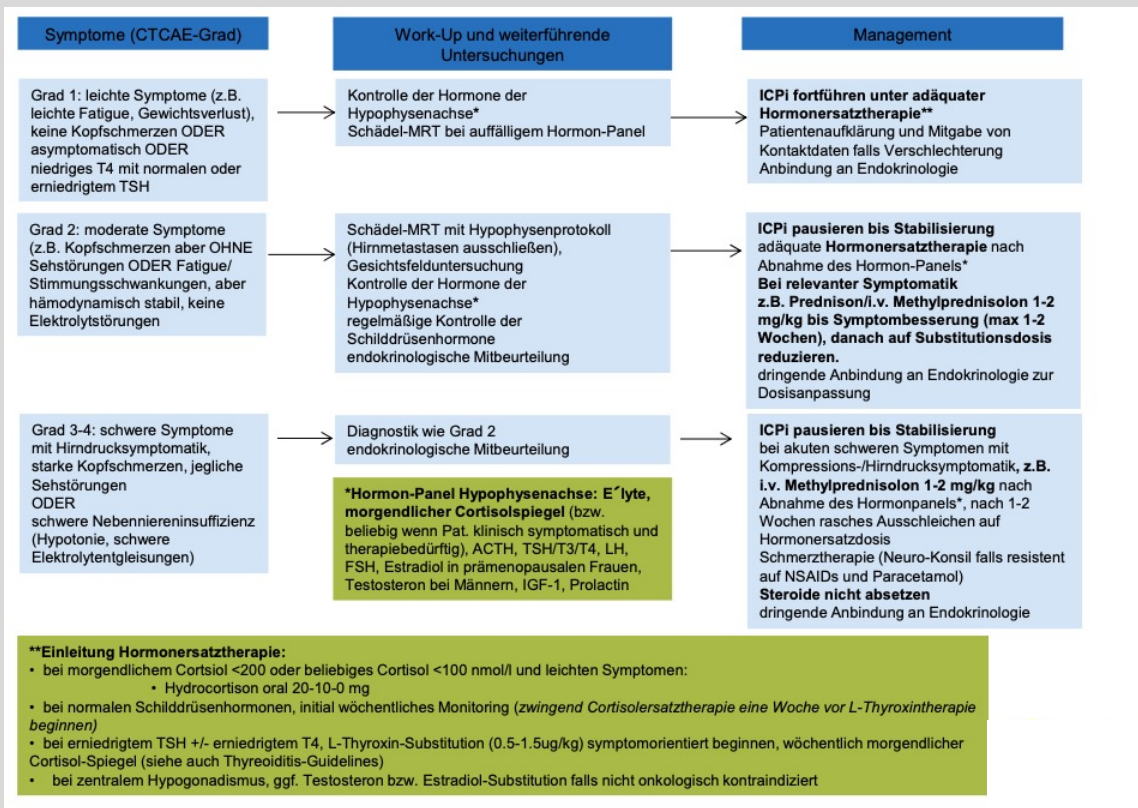 Symptome (CTCAE-Grad)
Work-Up und weiterführende
Untersuchungen
Management
Grad 1: leichte Symptome (z.B.
leichte Fatigue, Gewichtsverlust),
keine Kopfschmerzen ODER
asymptomatisch ODER
niedriges T4 mit normalen oder
erniedrigtem TSH
Kontrolle der Hormone der
Hypophysenachse*
Schädel-MRT bei auffälligem Hormon-Panel
ICPi fortführen unter adäquater
Hormonersatztherapie**
Patientenaufklärung und Mitgabe von
Kontaktdaten falls Verschlechterung
Anbindung an Endokrinologie
Grad 2: moderate Symptome
(z.B. Kopfschmerzen aber OHNE
Sehstörungen ODER Fatigue/
Stimmungsschwankungen, aber
hämodynamisch stabil, keine
Elektrolytstörungen
Schädel-MRT mit Hypophysenprotokoll
(Hirnmetastasen ausschließen),
Gesichtsfelduntersuchung
Kontrolle der Hormone der
Hypophysenachse*
regelmäßige Kontrolle der
Schilddrüsenhormone
endokrinologische Mitbeurteilung
ICPi pausieren bis Stabilisierung
adäquate Hormonersatztherapie nach
Abnahme des Hormon-Panels*
Bei relevanter Symptomatik
z.B. Prednison/i.v. Methylprednisolon 1-2
mg/kg bis Symptombesserung (max 1-2
Wochen), danach auf Substitutionsdosis
reduzieren.
dringende Anbindung an Endokrinologie zur
Dosisanpassung
Grad 3-4: schwere Symptome
mit Hirndrucksymptomatik,
starke Kopfschmerzen, jegliche
Sehstörungen
ODER
schwere Nebenniereninsuffizienz
(Hypotonie, schwere
Elektrolytentgleisungen)
Diagnostik wie Grad 2
endokrinologische Mitbeurteilung
*Hormon-Panel Hypophysenachse: E´lyte,
morgendlicher Cortisolspiegel (bzw.
beliebig wenn Pat. klinisch symptomatisch und
therapiebedürftig), ACTH, TSH/T3/T4, LH,
FSH, Estradiol in prämenopausalen Frauen,
Testosteron bei Männern, IGF-1, Prolactin
ICPi pausieren bis Stabilisierung
bei akuten schweren Symptomen mit
Kompressions-/Hirndrucksymptomatik, z.B.
i.v. Methylprednisolon 1-2 mg/kg nach
Abnahme des Hormonpanels*, nach 1-2
Wochen rasches Ausschleichen auf
Hormonersatzdosis
Schmerztherapie (Neuro-Konsil falls resistent
auf NSAIDs und Paracetamol)
Steroide nicht absetzen
dringende Anbindung an Endokrinologie
**Einleitung Hormonersatztherapie:
• bei morgendlichem Cortsiol <200 oder beliebiges Cortisol <100 nmol/l und leichten Symptomen:
• Hydrocortison oral 20-10-0 mg
• bei normalen Schilddrüsenhormonen, initial wöchentliches Monitoring (zwingend Cortisolersatztherapie eine Woche vor L-Thyroxintherapie
beginnen)
• bei erniedrigtem TSH +/- erniedrigtem T4, L-Thyroxin-Substitution (0.5-1.5ug/kg) symptomorientiert beginnen, wöchentlich morgendlicher
Cortisol-Spiegel (siehe auch Thyreoiditis-Guidelines)
• bei zentralem Hypogonadismus, ggf. Testosteron bzw. Estradiol-Substitution falls nicht onkologisch kontraindiziert